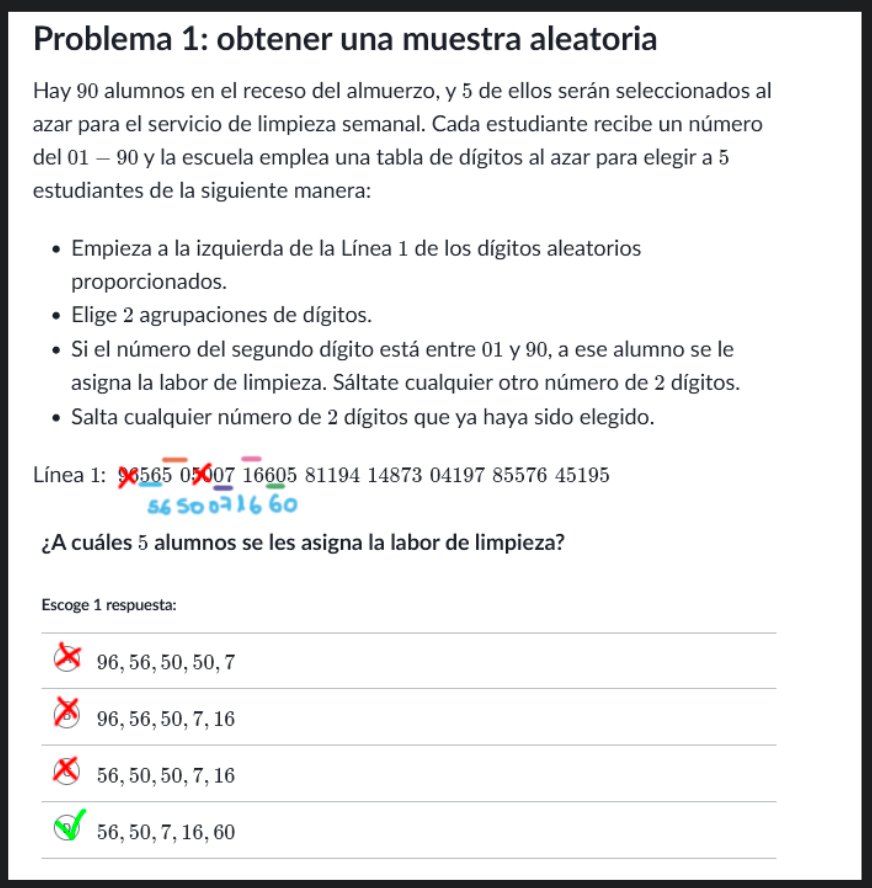 Problema 1: obtener una muestra aleatoria
Hay 90 alumnos en el receso del almuerzo, y 5 de ellos serán seleccionados al
azar para el servicio de limpieza semanal. Cada estudiante recibe un número
del 01 – 90 y la escuela emplea una tabla de dígitos al azar para elegir a 5
estudiantes de la siguiente manera:
• Empieza a la izquierda de la Línea 1 de los dígitos aleatorios
proporcionados.
• Elige 2 agrupaciones de dígitos.
• Si el número del segundo dígito está entre 01 y 90, a ese alumno se le
asigna la labor de limpieza. Sáltate cualquier otro número de 2 dígitos.
• Salta cualquier número de 2 dígitos que ya haya sido elegido.
Línea 1: 96565 05007 16605 81194 14873 04197 85576 45195
56 50 07 16 60
¿A cuáles 5 alumnos se les asigna la labor de limpieza?
Escoge 1 respuesta:
96, 56, 50, 50, 7
96, 56, 50, 7, 16
56, 50, 50, 7, 16
56, 50, 7, 16, 60